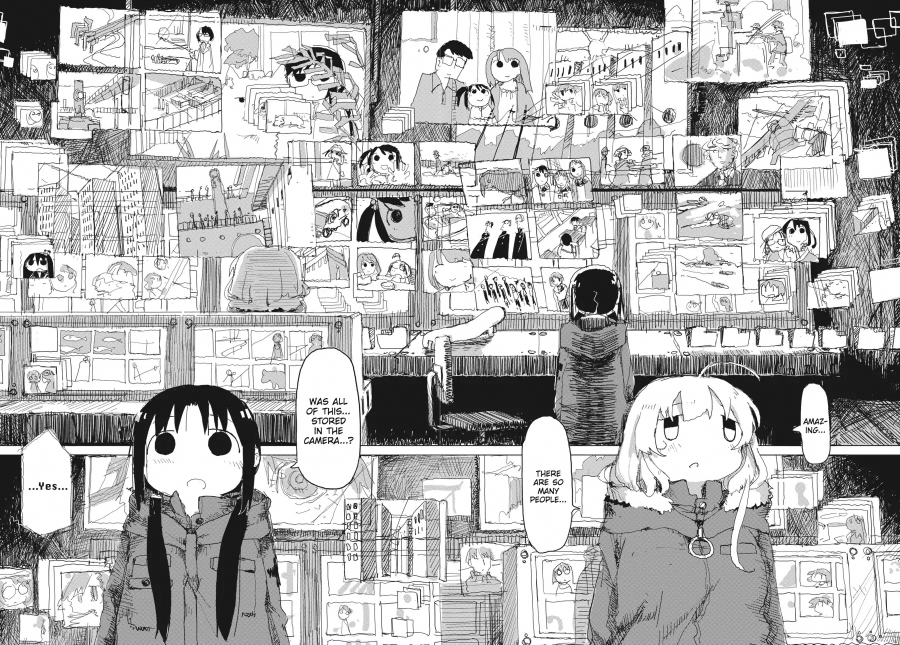 WAS ALL
OF THIS...
STORED
IN THE
CAMERA...?
...Yes...
AMAZ-
ING...
THERE
ARE SO
MANY
PEOPLE...